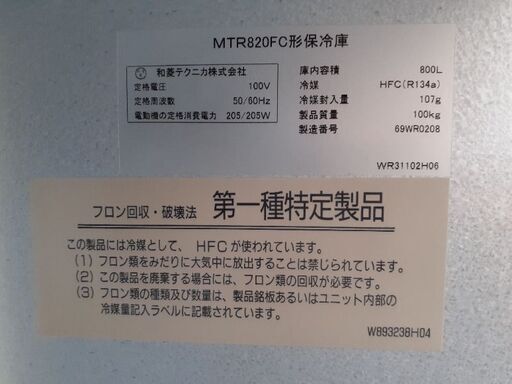 MTR820FC形保冷庫
和菱テクニカ株式会社
定格電圧 100V
定格周波数 50/60Hz
電動機の定格消費電力 205/205W
庫内容積 800L
冷媒 HFC(R134a)
冷媒封入量 107g
製品質量 100kg
製造番号 69WR0208
WR31102H06
フロン回収・破壊法 第一種特定製品
この製品には冷媒として、HFCが使われています。
(1) フロン類をみだりに大気中に放出することは禁じられています。
(2) この製品を廃棄する場合には、フロン類の回収が必要です。
(3) フロン類の種類及び数量は、製品銘板あるいはユニット内部の
冷媒量記入ラベルに記載されています。
W893236H04